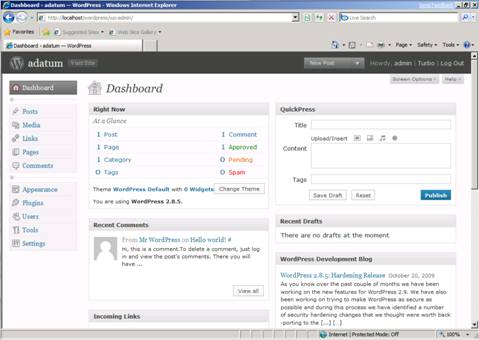 Dashboard - adatum — WordPress - Windows Internet Explorer
Send Feedback
http://localhost/wordpress/wp-admin/
Live Search
Favorites
Suggested Sites
Web Slice Gallery
Dashboard - adatum — WordPress
Page
Safety
Tools
adatum
Visit Site
New Post
Howdy, admin | Turbo | Log Out
Screen Options
Help
Dashboard
Posts
Media
Links
Pages
Comments
Appearance
Plugins
Users
Tools
Settings
Dashboard
Right Now
At a Glance
1 Post 1 Comment
1 Page 1 Approved
1 Category 0 Pending
0 Tags 0 Spam
Theme WordPress Default with 0 Widgets
Change Theme
You are using WordPress 2.8.5.
Recent Comments
From Mr WordPress on Hello world! #
Hi, this is a comment.To delete a comment, just log
in and view the post's comments. There you will
have ...
View all
Incoming Links
QuickPress
Title
Upload/Insert
Content
Tags
Save Draft
Reset
Publish
Recent Drafts
There are no drafts at the moment
WordPress Development Blog
WordPress 2.8.5: Hardening Release October 20, 2009
As you know over the past couple of months we have been
working on the new features for WordPress 2.9. We have also
been working on trying to make WordPress as secure as
possible and during this process we have identified a number
of security hardening changes that we thought were worth back
-porting to the [...]
Internet | Protected Mode: Off
100%